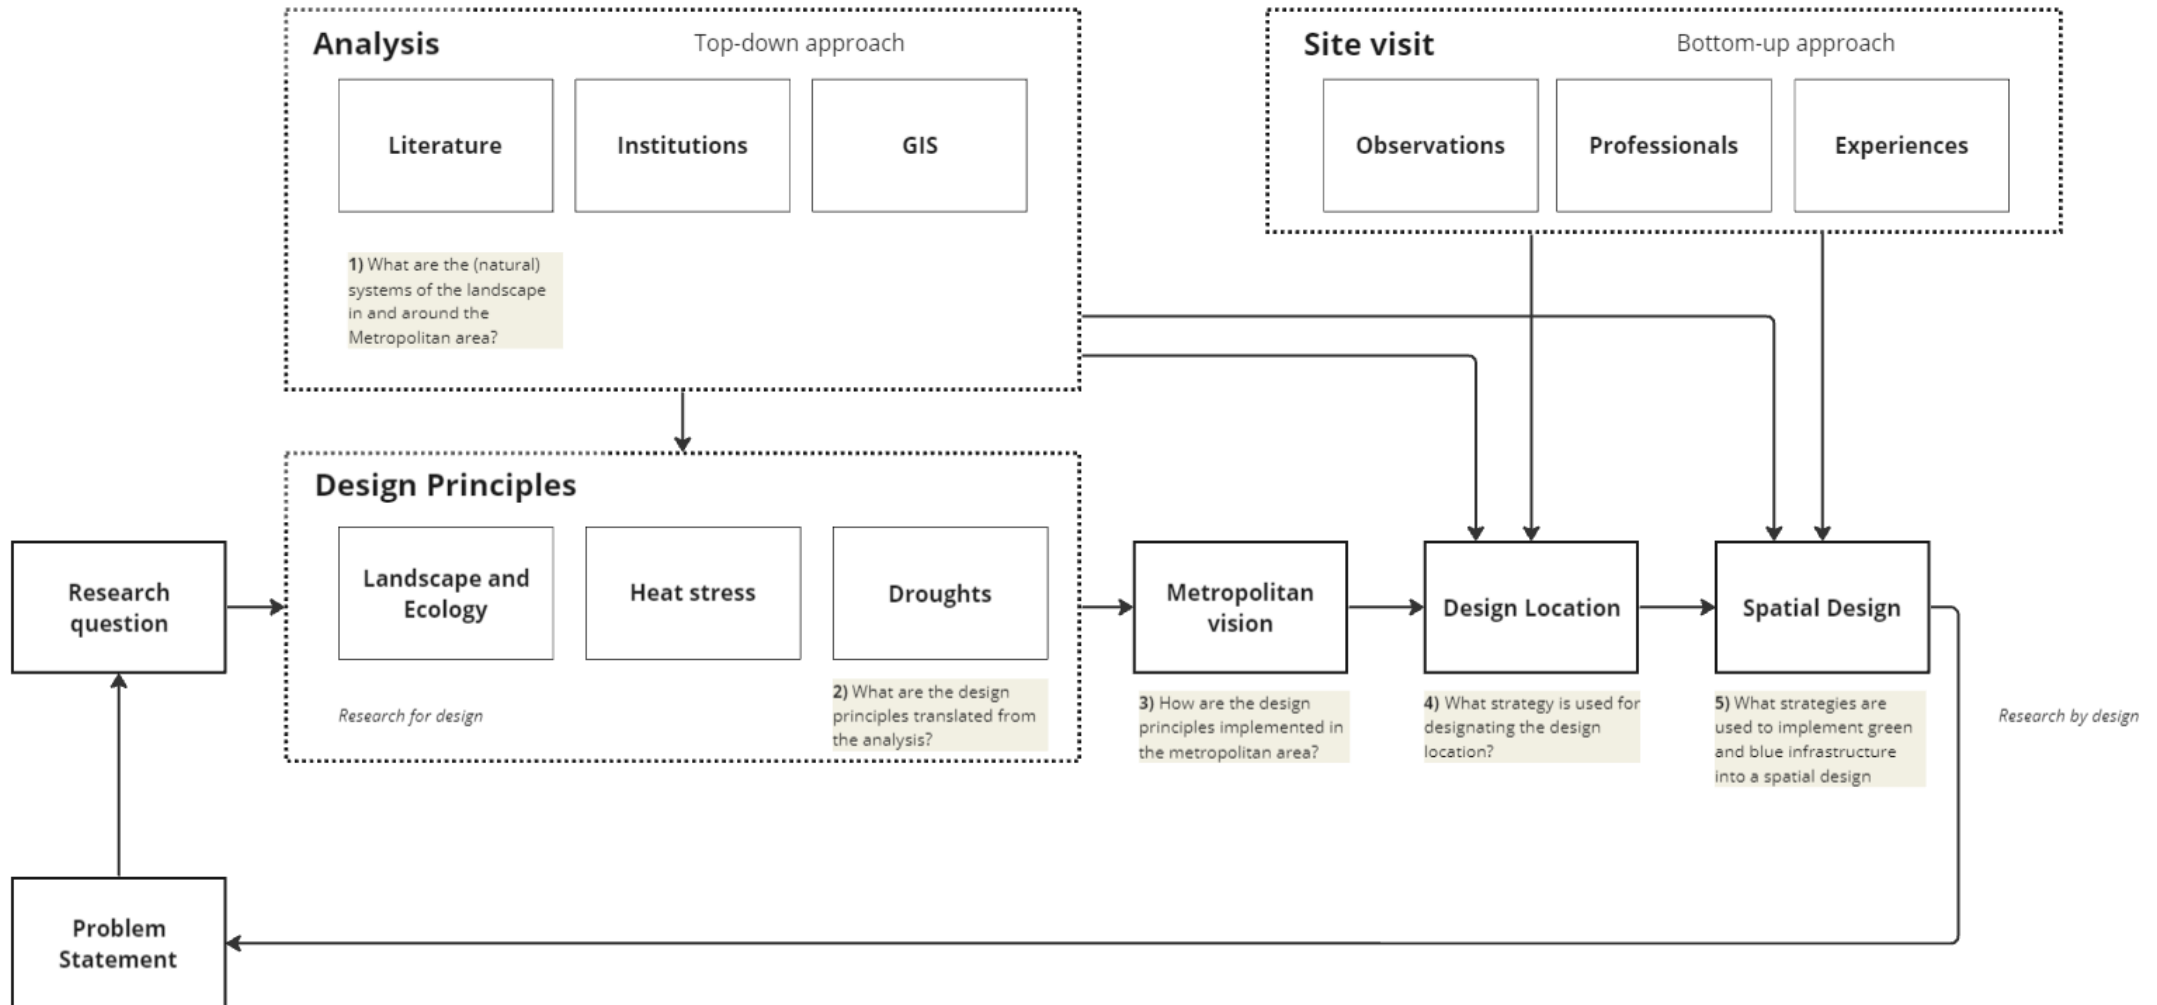 Analysis
Top-down approach
Literature
Institutions
GIS
1) What are the (natural)
systems of the landscape
in and around the
Metropolitan area?
Site visit
Bottom-up approach
Observations
Professionals
Experiences
Design Principles
Landscape and
Ecology
Heat stress
Droughts
Research for design
2) What are the design
principles translated from
the analysis?
Research
question
Metropolitan
vision
3) How are the design
principles implemented in
the metropolitan area?
Design Location
4) What strategy is used for
designating the design
location?
Spatial Design
5) What strategies are
used to implement green
and blue infrastructure
into a spatial design
Research by design
Problem
Statement